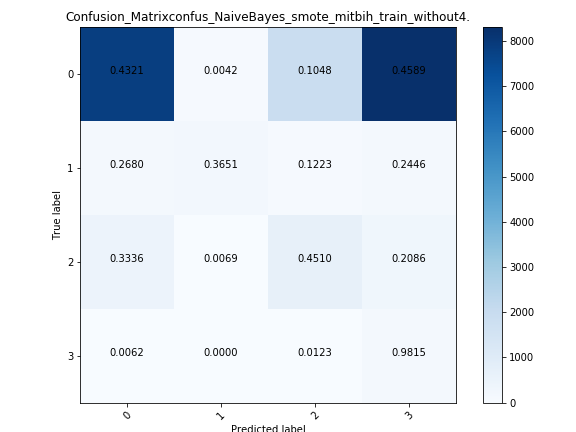 Confusion_Matrixconfus_NaiveBayes_smote_mitbih_train_without4.
0 0.4321 0.0042 0.1048 0.4589
1 0.2680 0.3651 0.1223 0.2446
2 0.3336 0.0069 0.4510 0.2086
3 0.0062 0.0000 0.0123 0.9815
True label
0 1 2 3
Predicted label
8000
7000
6000
5000
4000
3000
2000
1000
0